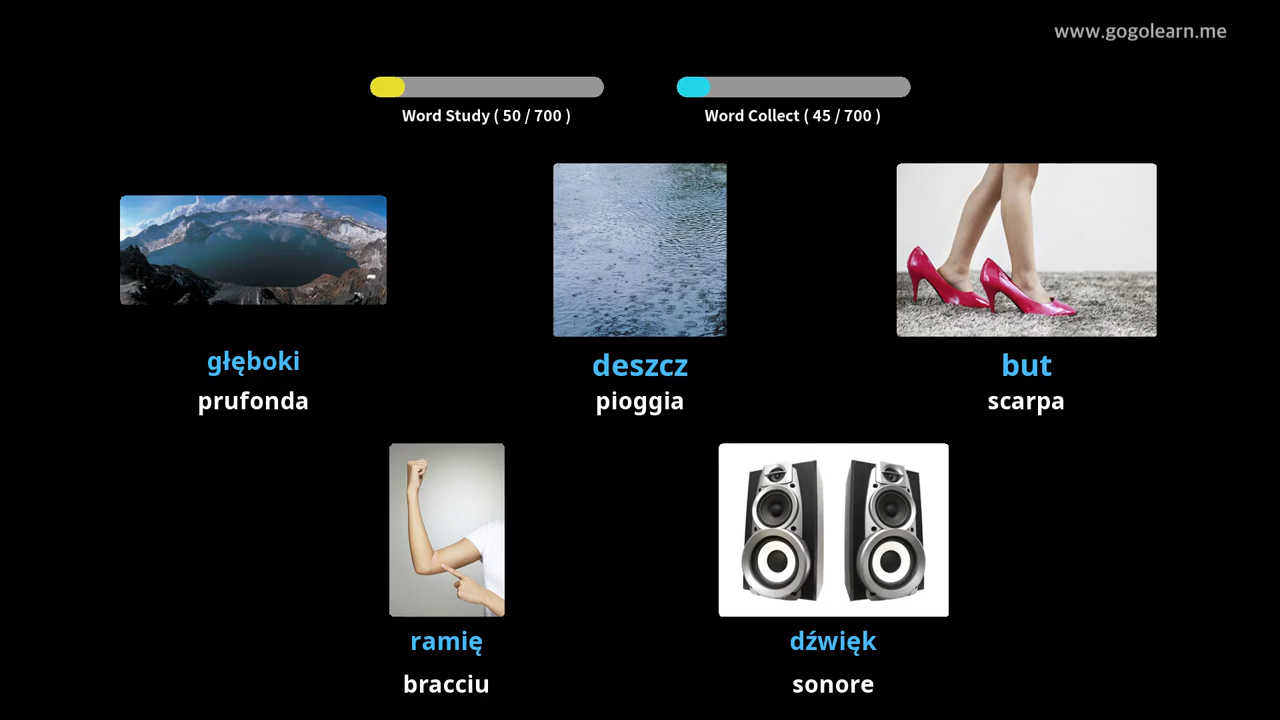 www.gogolearn.me
Word Study ( 50 / 700 )
Word Collect ( 45 / 700 )
głęboki
prufonda
deszcz
pioggia
but
scarpa
ramię
bracciu
dźwięk
sonore